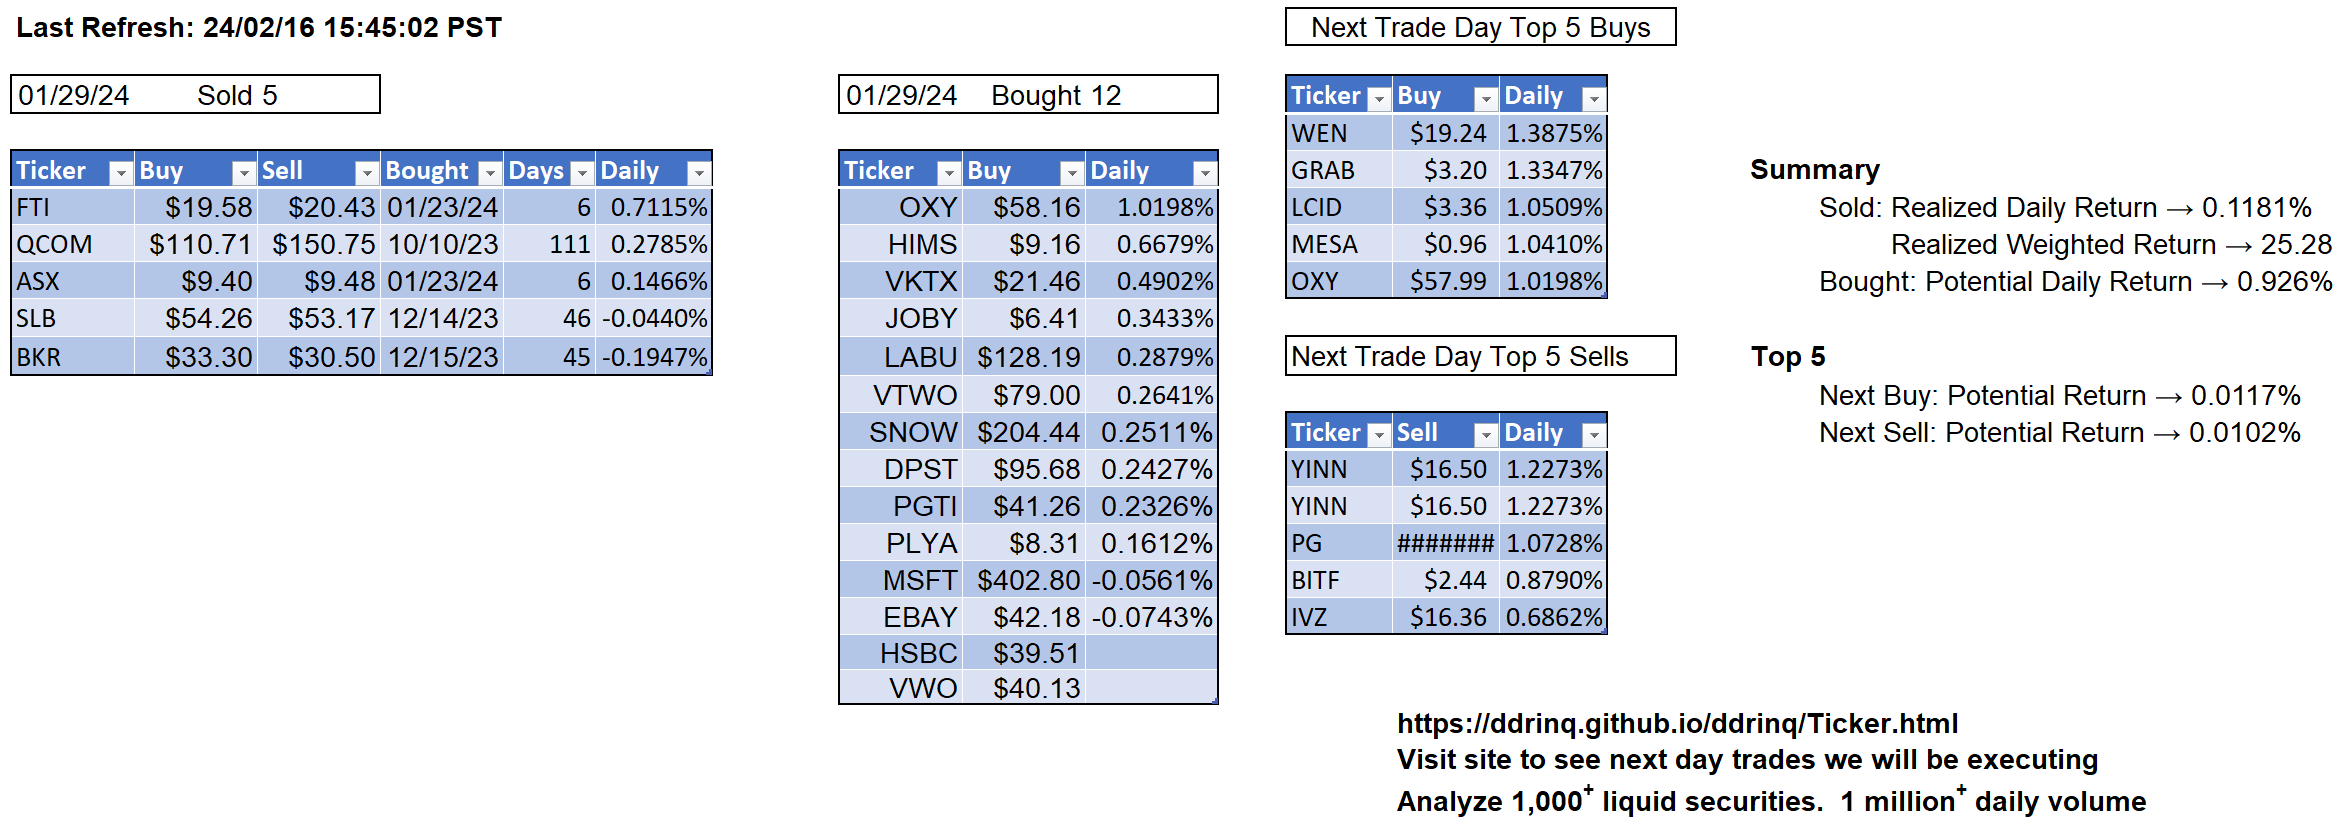 Last Refresh: 24/02/16 15:45:02 PST
01/29/24 Sold 5
Ticker Buy Sell Bought Days Daily
FTI $19.58 $20.43 01/23/24 6 0.7115%
QCOM $110.71 $150.75 10/10/23 111 0.2785%
ASX $9.40 $9.48 01/23/24 6 0.1466%
SLB $54.26 $53.17 12/14/23 46 -0.0440%
BKR $33.30 $30.50 12/15/23 45 -0.1947%
01/29/24 Bought 12
Ticker Buy Daily
OXY $58.16 1.0198%
HIMS $9.16 0.6679%
VKTX $21.46 0.4902%
JOBY $6.41 0.3433%
LABU $128.19 0.2879%
VTWO $79.00 0.2641%
SNOW $204.44 0.2511%
DPST $95.68 0.2427%
PGTI $41.26 0.2326%
PLYA $8.31 0.1612%
MSFT $402.80 -0.0561%
EBAY $42.18 -0.0743%
HSBC $39.51
VWO $40.13
Next Trade Day Top 5 Buys
Ticker Buy Daily
WEN $19.24 1.3875%
GRAB $3.20 1.3347%
LCID $3.36 1.0509%
MESA $0.96 1.0410%
OXY $57.99 1.0198%
Next Trade Day Top 5 Sells
Ticker Sell Daily
YINN $16.50 1.2273%
YINN $16.50 1.2273%
PG ####### 1.0728%
BITF $2.44 0.8790%
IVZ $16.36 0.6862%
Summary
Sold: Realized Daily Return → 0.1181%
Realized Weighted Return → 25.28
Bought: Potential Daily Return → 0.926%
Top 5
Next Buy: Potential Return → 0.0117%
Next Sell: Potential Return → 0.0102%
https://ddrinq.github.io/ddrinq/Ticker.html
Visit site to see next day trades we will be executing
Analyze 1,000+ liquid securities. 1 million+ daily volume